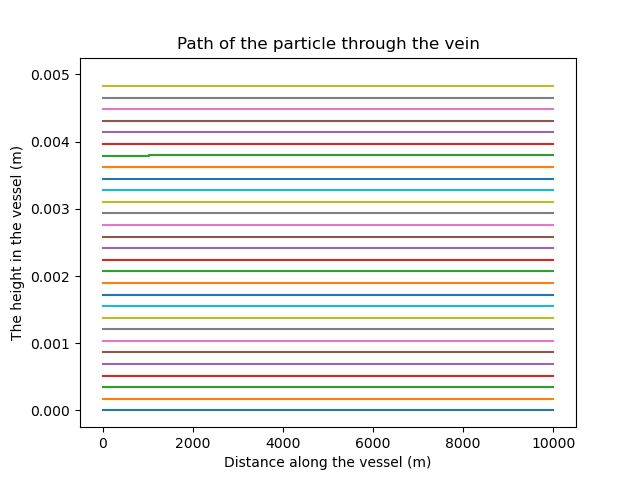 Path of the particle through the vein
0.005
0.004
0.003
0.002
0.001
0.000
The height in the vessel (m)
0 2000 4000 6000 8000 10000
Distance along the vessel (m)